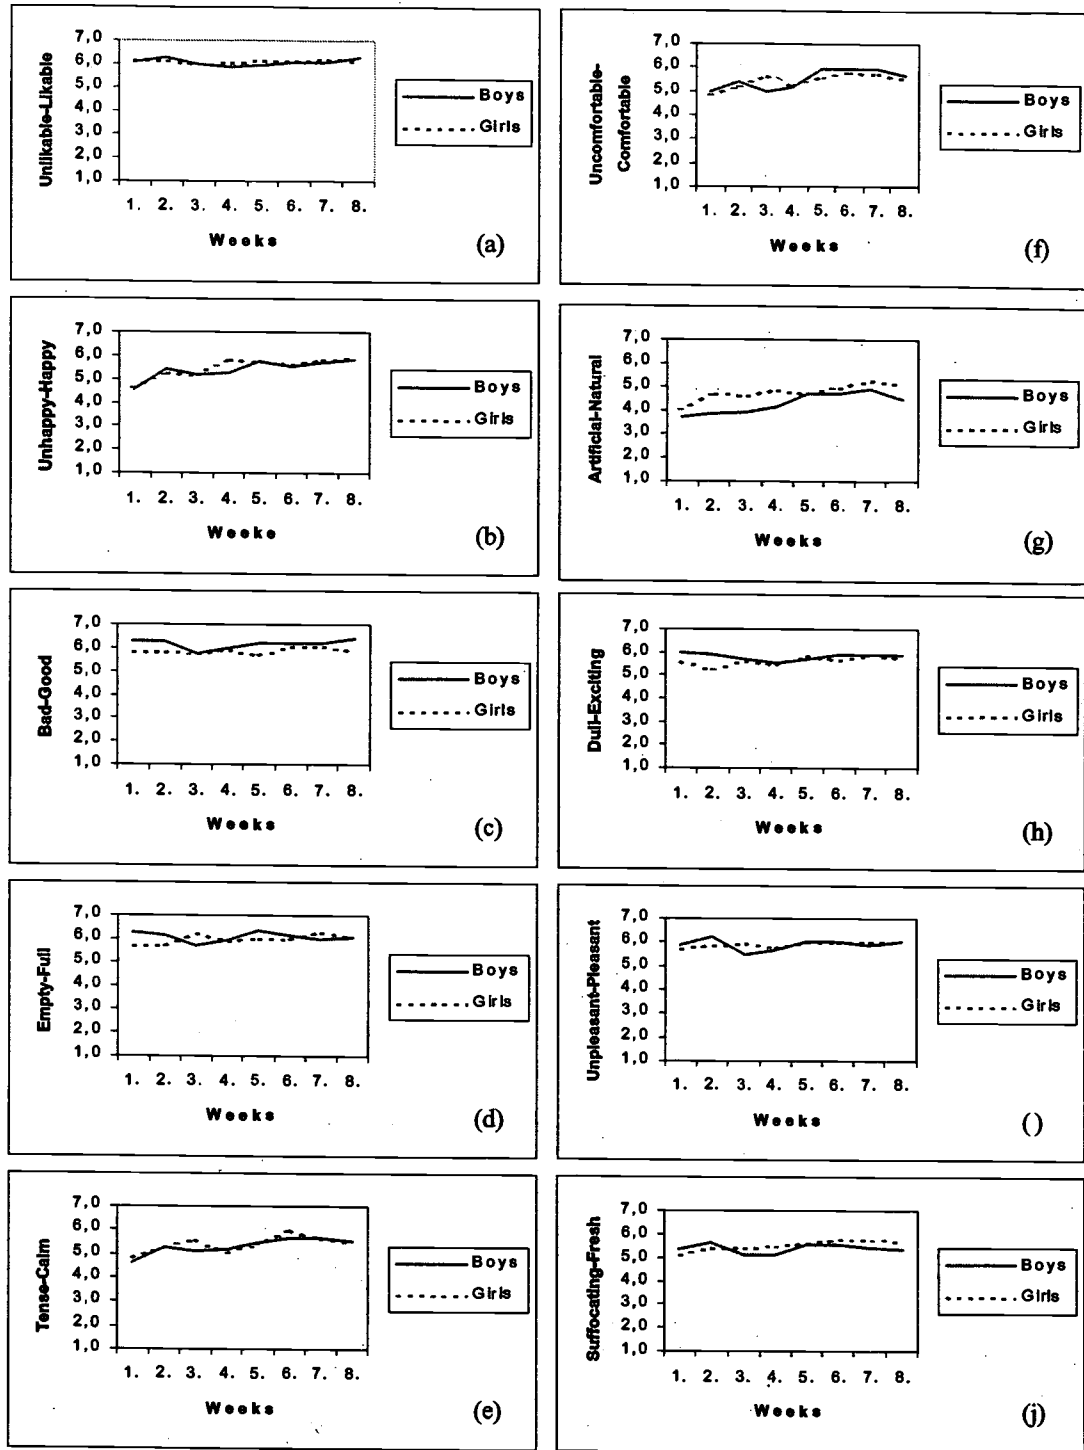 Unlikable-Likable
7,0
6,0
5,0
4,0
3,0
2,0
1,0
1. 2. 3. 4. 5. 6. 7. 8.
Weeks
Boys
Girls
(a)
Unhappy-Happy
7,0
6,0
5,0
4,0
3,0
2,0
1,0
1. 2. 3. 4. 5. 6. 7. 8.
Weeke
Boys
Girls
(b)
Bad-Good
7,0
6,0
5,0
4,0
3,0
2,0
1,0
1. 2. 3. 4. 5. 6. 7. 8.
Weeks
Boys
Girls
(c)
Empty-Full
7,0
6,0
5,0
4,0
3,0
2,0
1,0
1. 2. 3. 4. 5. 6. 7. 8.
Weeks
Boys
Girls
(d)
Tense-Calm
7,0
6,0
5,0
4,0
3,0
2,0
1,0
1. 2. 3. 4. 5. 6. 7. 8.
Weeks
Boys
Girls
(e)
Uncomfortable-
Comfortable
7,0
6,0
5,0
4,0
3,0
2,0
1,0
1. 2. 3. 4. 5. 6. 7. 8.
Weeks
Boys
Girls
(f)
Artificial-Natural
7,0
6,0
5,0
4,0
3,0
2,0
1,0
1. 2. 3. 4. 5. 6. 7. 8.
Weeks
Boys
Girls
(g)
Dull-Exciting
7,0
6,0
5,0
4,0
3,0
2,0
1,0
1. 2. 3. 4. 5. 6. 7. 8.
Weeks
Boys
Girls
(h)
Unpleasant-Pleasant
7,0
6,0
5,0
4,0
3,0
2,0
1,0
1. 2. 3. 4. 5. 6. 7. 8.
Weeks
Boys
Girls
( )
Suffocating-Fresh
7,0
6,0
5,0
4,0
3,0
2,0
1,0
1. 2. 3. 4. 5. 6. 7. 8.
Weeks
Boys
Girls
(j)